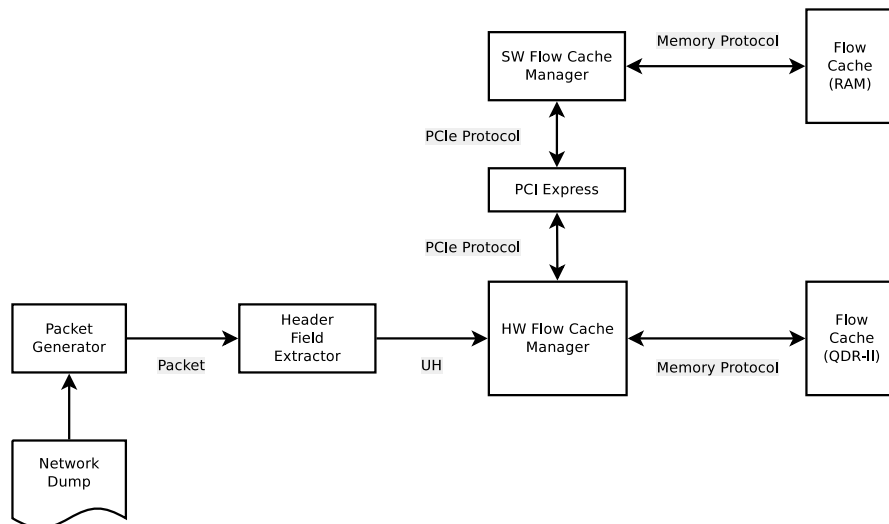 SW Flow Cache
Manager
Memory Protocol
Flow
Cache
(RAM)
PCIe Protocol
PCI Express
PCIe Protocol
Packet
Generator
Packet
Header
Field
Extractor
UH
HW Flow Cache
Manager
Memory Protocol
Flow
Cache
(QDR-II)
Network
Dump